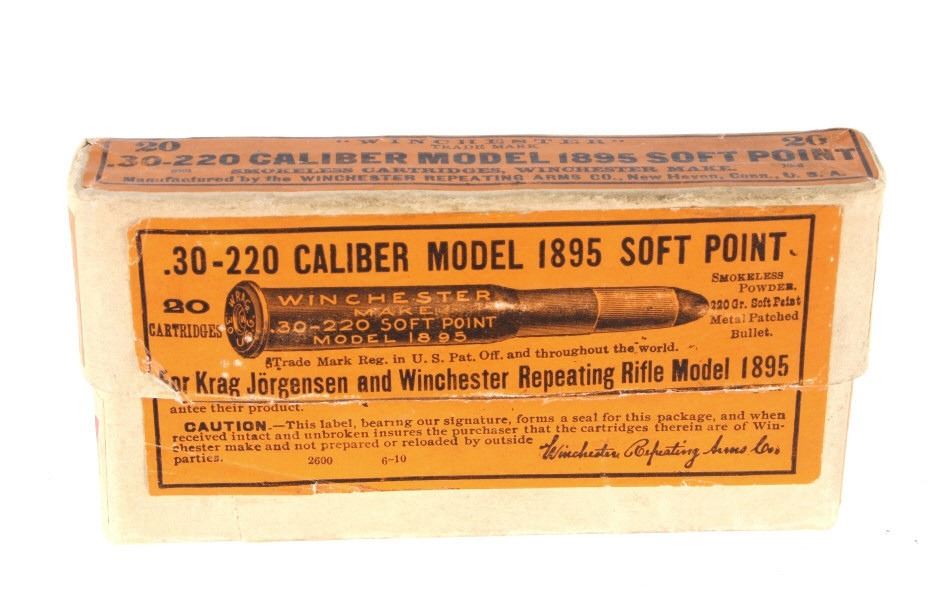 20 "WINCHESTER" 20
TRADE MARK
.30-220 CALIBER MODEL 1895 SOFT POINT
SMOKELESS CARTRIDGES, WINCHESTER MAKE.
Manufactured by the WINCHESTER REPEATING ARMS CO., New Haven, Conn., U. S. A.
.30-220 CALIBER MODEL 1895 SOFT POINT
20
CARTRIDGES
W.R.A.CO.
30
WINCHESTER
MAKE
.30-220 SOFT POINT
MODEL 1895
SMOKELESS
POWDER.
220 Gr. Soft Point
Metal Patched
Bullet.
Trade Mark Reg. in U. S. Pat. Off. and throughout the world.
for Krag Jörgensen and Winchester Repeating Rifle Model 1895
antee their product.
CAUTION.—This label, bearing our signature, forms a seal for this package, and when
received intact and unbroken insures the purchaser that the cartridges therein are of Win-
chester make and not prepared or reloaded by outside
parties. 2600 6-10
Winchester Repeating Arms Co.